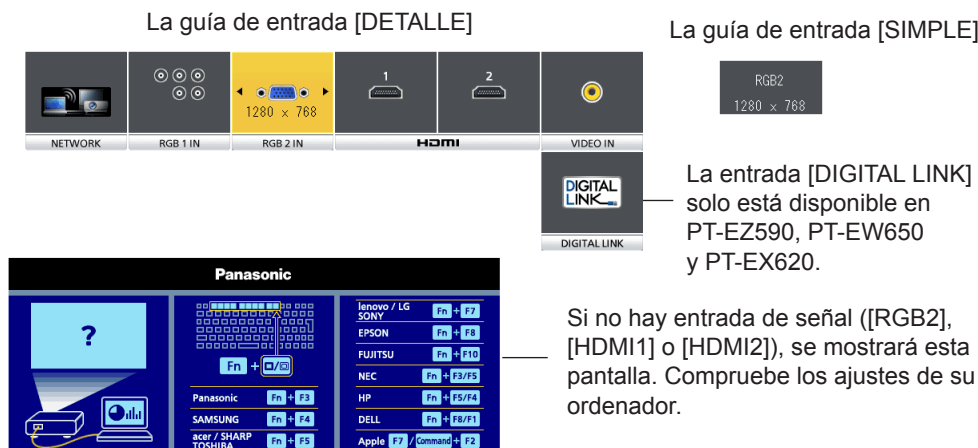 La guía de entrada [DETALLE]
La guía de entrada [SIMPLE]
1
2
1280 x 768
NETWORK
RGB 1 IN
RGB 2 IN
HDMI
VIDEO IN
RGB2
1280 x 768
DIGITAL
LINK
DIGITAL LINK
La entrada [DIGITAL LINK]
solo está disponible en
PT-EZ590, PT-EW650
y PT-EX620.
Panasonic
?
Fn +
Panasonic Fn + F3
SAMSUNG Fn + F4
acer / SHARP
TOSHIBA Fn + F5
lenovo / LG
SONY Fn + F7
EPSON Fn + F8
FUJITSU Fn + F10
NEC Fn + F3/F5
HP Fn + F5/F4
DELL Fn + F8/F1
Apple F7 / Command + F2
Si no hay entrada de señal ([RGB2],
[HDMI1] o [HDMI2]), se mostrará esta
pantalla. Compruebe los ajustes de su
ordenador.